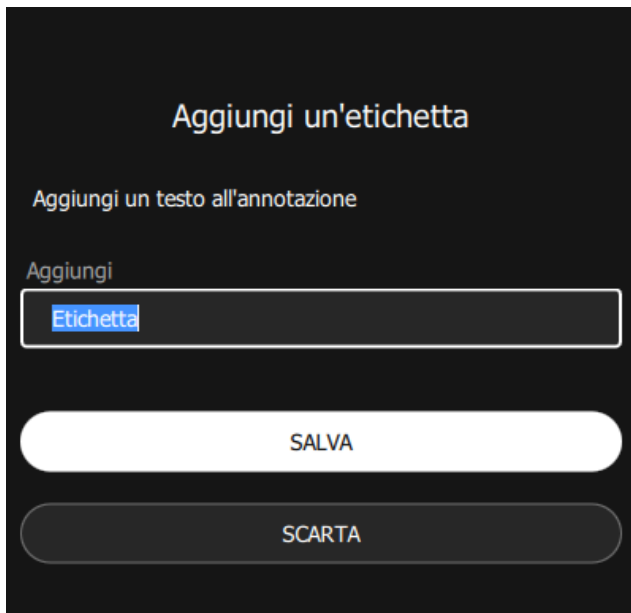 Aggiungi un'etichetta
Aggiungi un testo all'annotazione
Aggiungi
Etichetta
SALVA
SCARTA